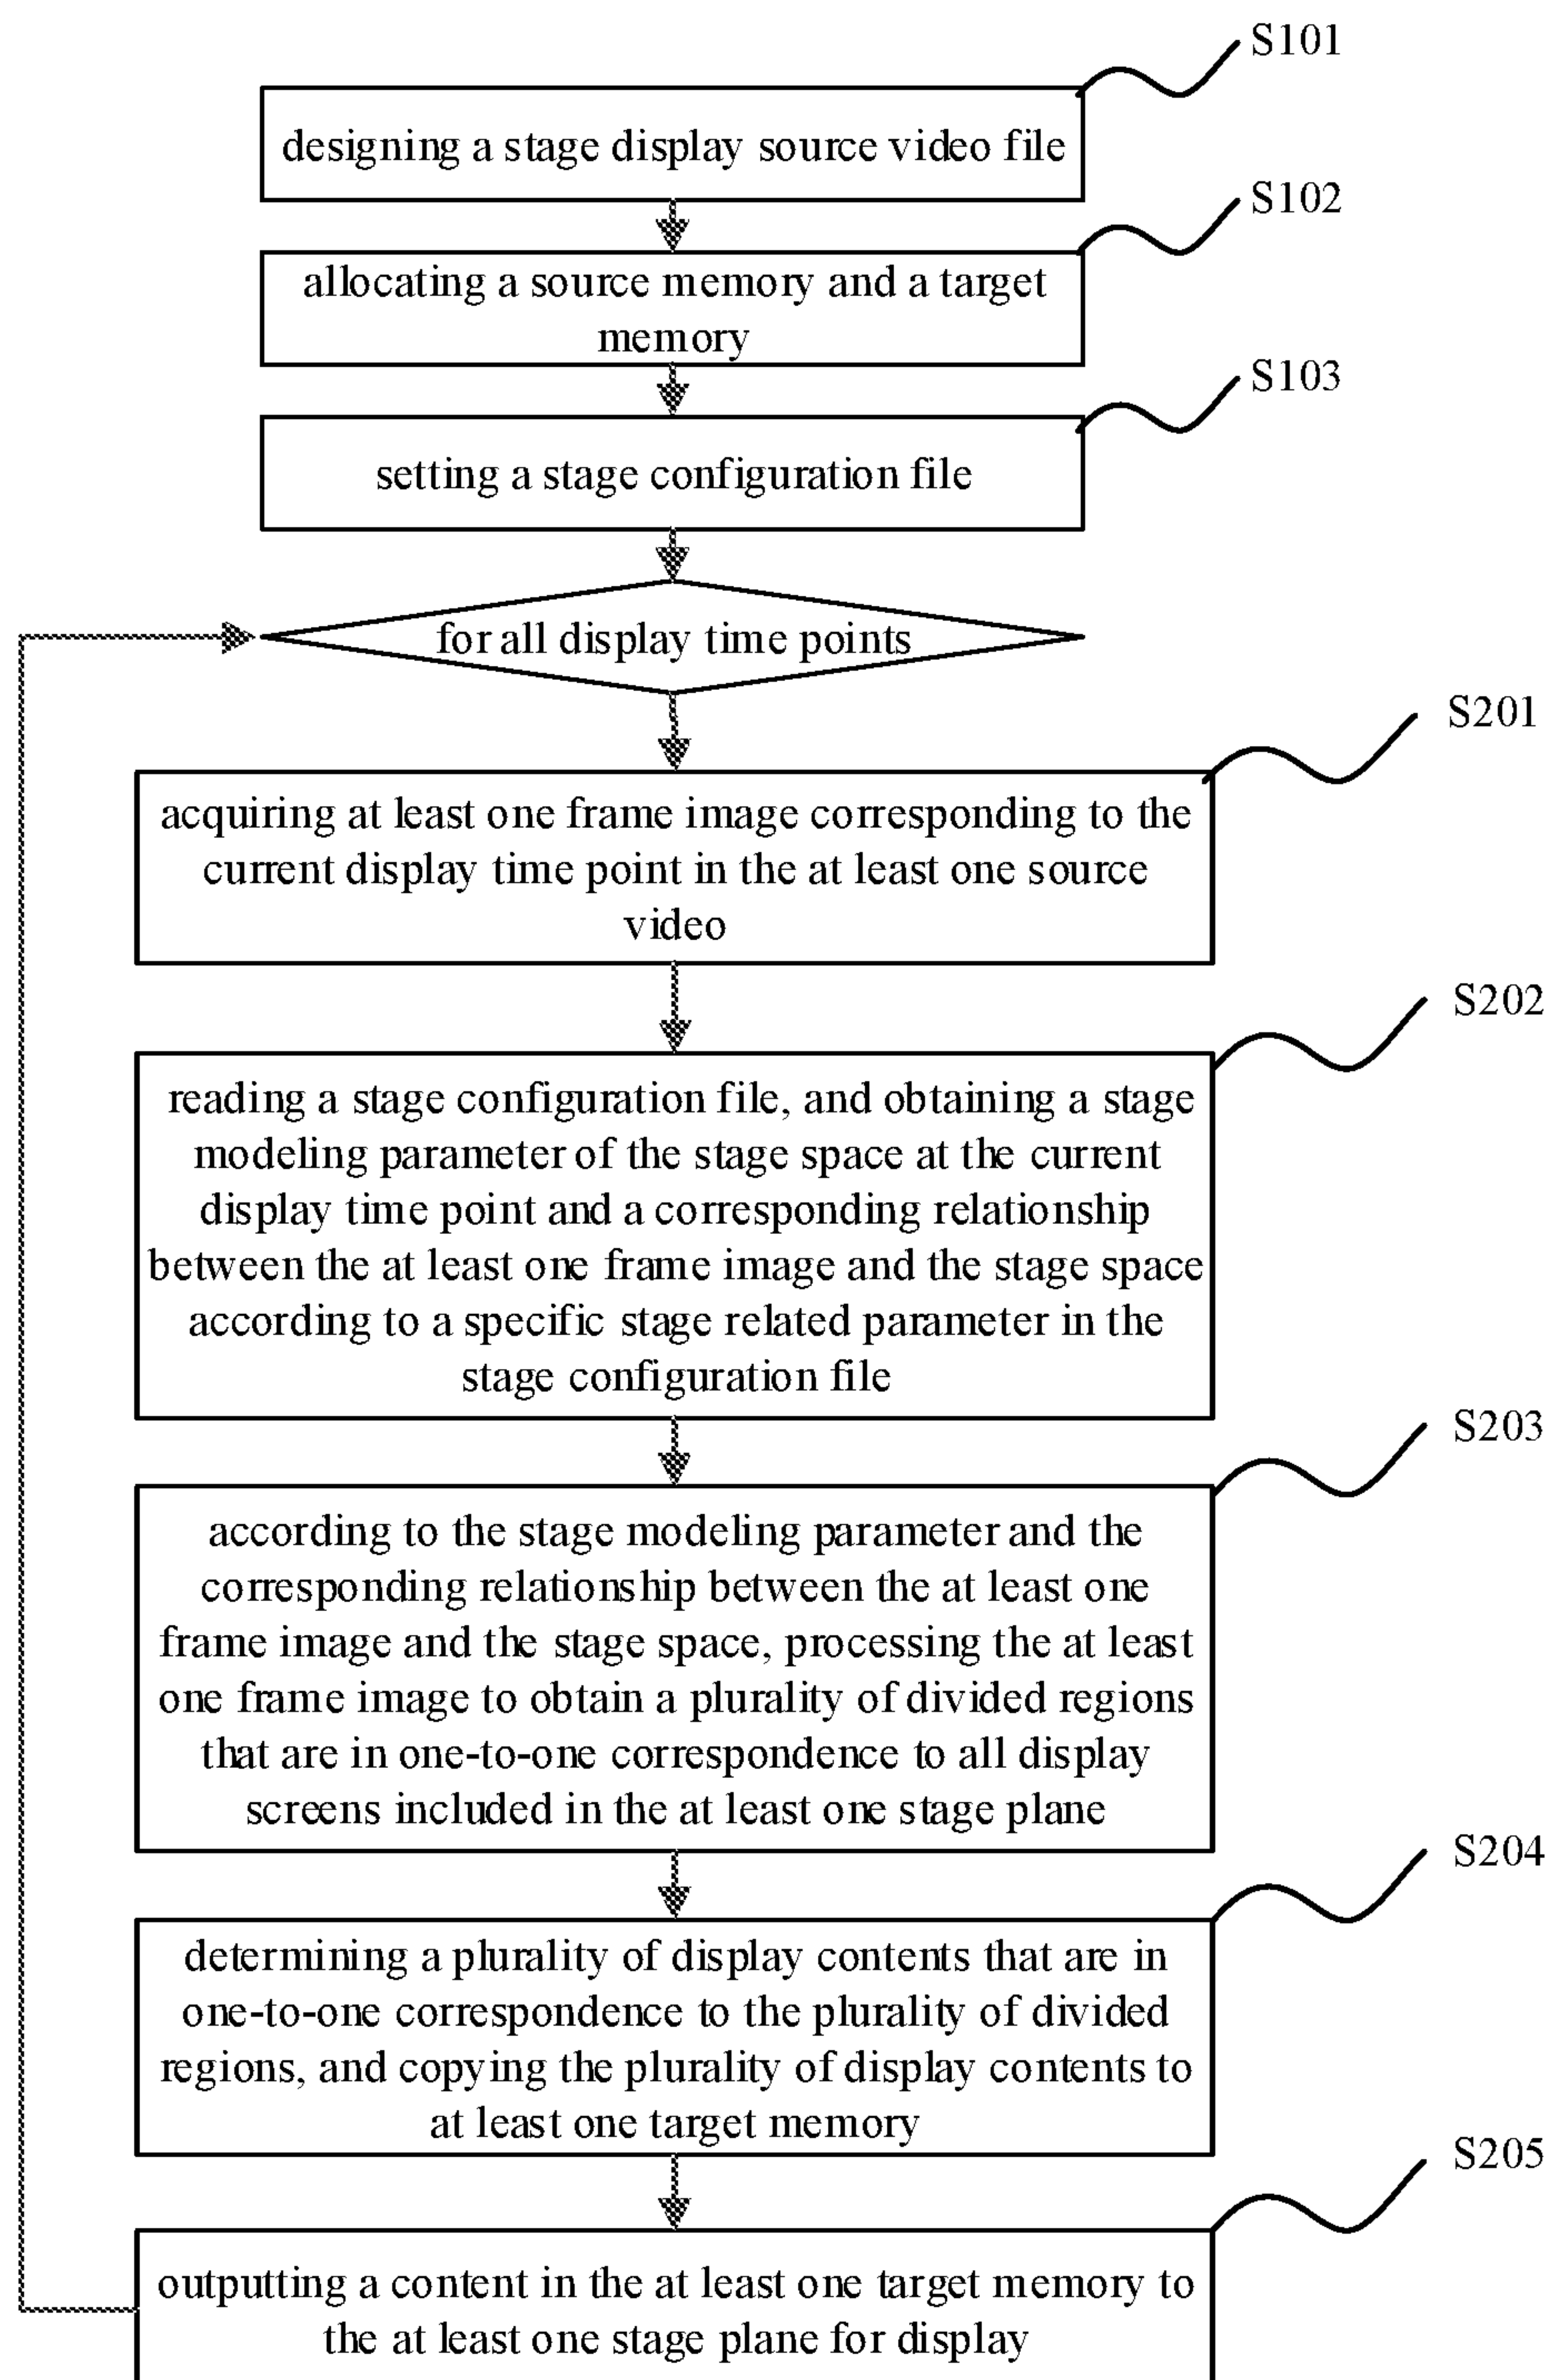 S101
designing a stage display source video file
S102
allocating a source memory and a target
memory
S103
setting a stage configuration file
for all display time points
S201
acquiring at least one frame image corresponding to the
current display time point in the at least one source
video
S202
reading a stage configuration file, and obtaining a stage
modeling parameter of the stage space at the current
display time point and a corresponding relationship
between the at least one frame image and the stage space
according to a specific stage related parameter in the
stage configuration file
S203
according to the stage modeling parameter and the
corresponding relationship between the at least one
frame image and the stage space, processing the at least
one frame image to obtain a plurality of divided regions
that are in one-to-one correspondence to all display
screens included in the at least one stage plane
S204
determining a plurality of display contents that are in
one-to-one correspondence to the plurality of divided
regions, and copying the plurality of display contents to
at least one target memory
S205
outputting a content in the at least one target memory to
the at least one stage plane for display